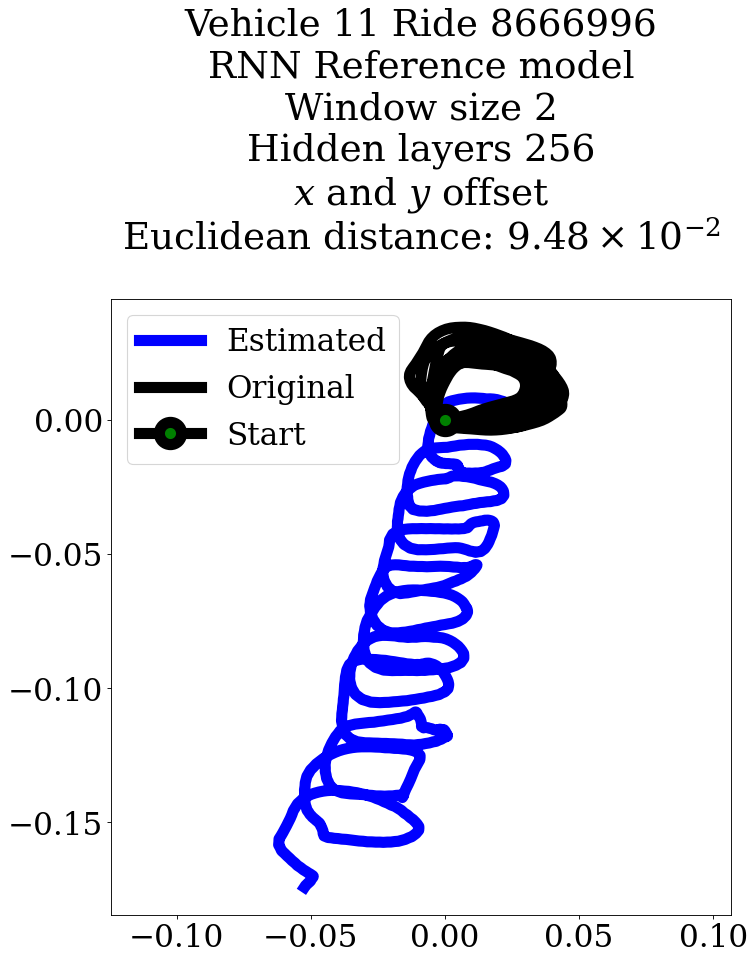 Vehicle 11 Ride 8666996
RNN Reference model
Window size 2
Hidden layers 256
x and y offset
Euclidean distance: 9.48 × 10⁻²
Estimated
Original
Start
0.00
−0.05
−0.10
−0.15
−0.10 −0.05 0.00 0.05 0.10